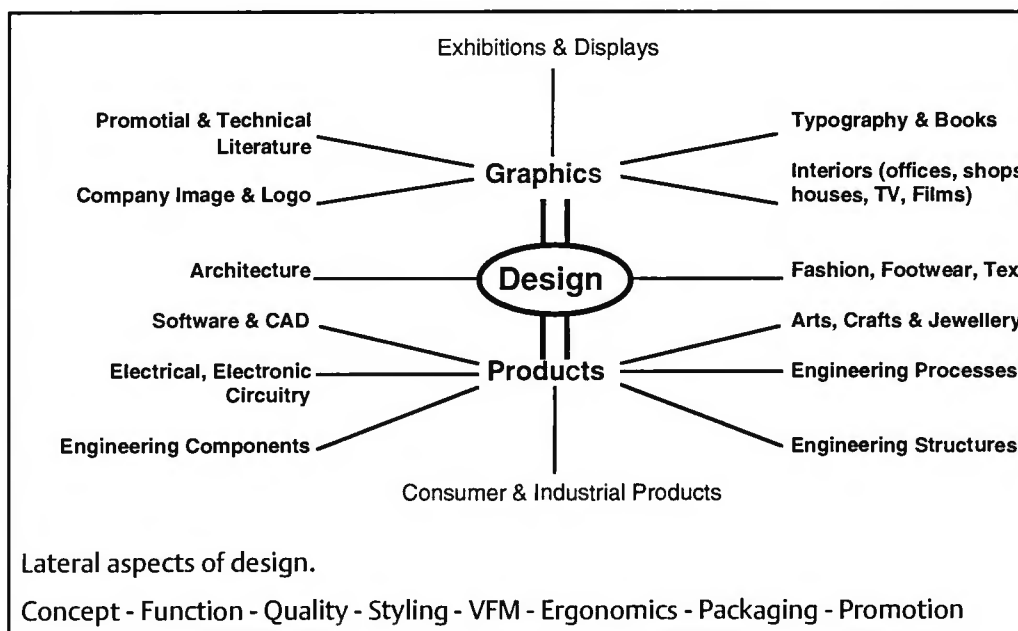 Exhibitions & Displays
Promotial & Technical
Literature
Typography & Books
Graphics
Company Image & Logo
Interiors (offices, shops
houses, TV, Films)
Architecture
Design
Fashion, Footwear, Tex
Software & CAD
Arts, Crafts & Jewellery
Products
Electrical, Electronic
Circuitry
Engineering Processes
Engineering Components
Engineering Structures
Consumer & Industrial Products
Lateral aspects of design.
Concept - Function - Quality - Styling - VFM - Ergonomics - Packaging - Promotion